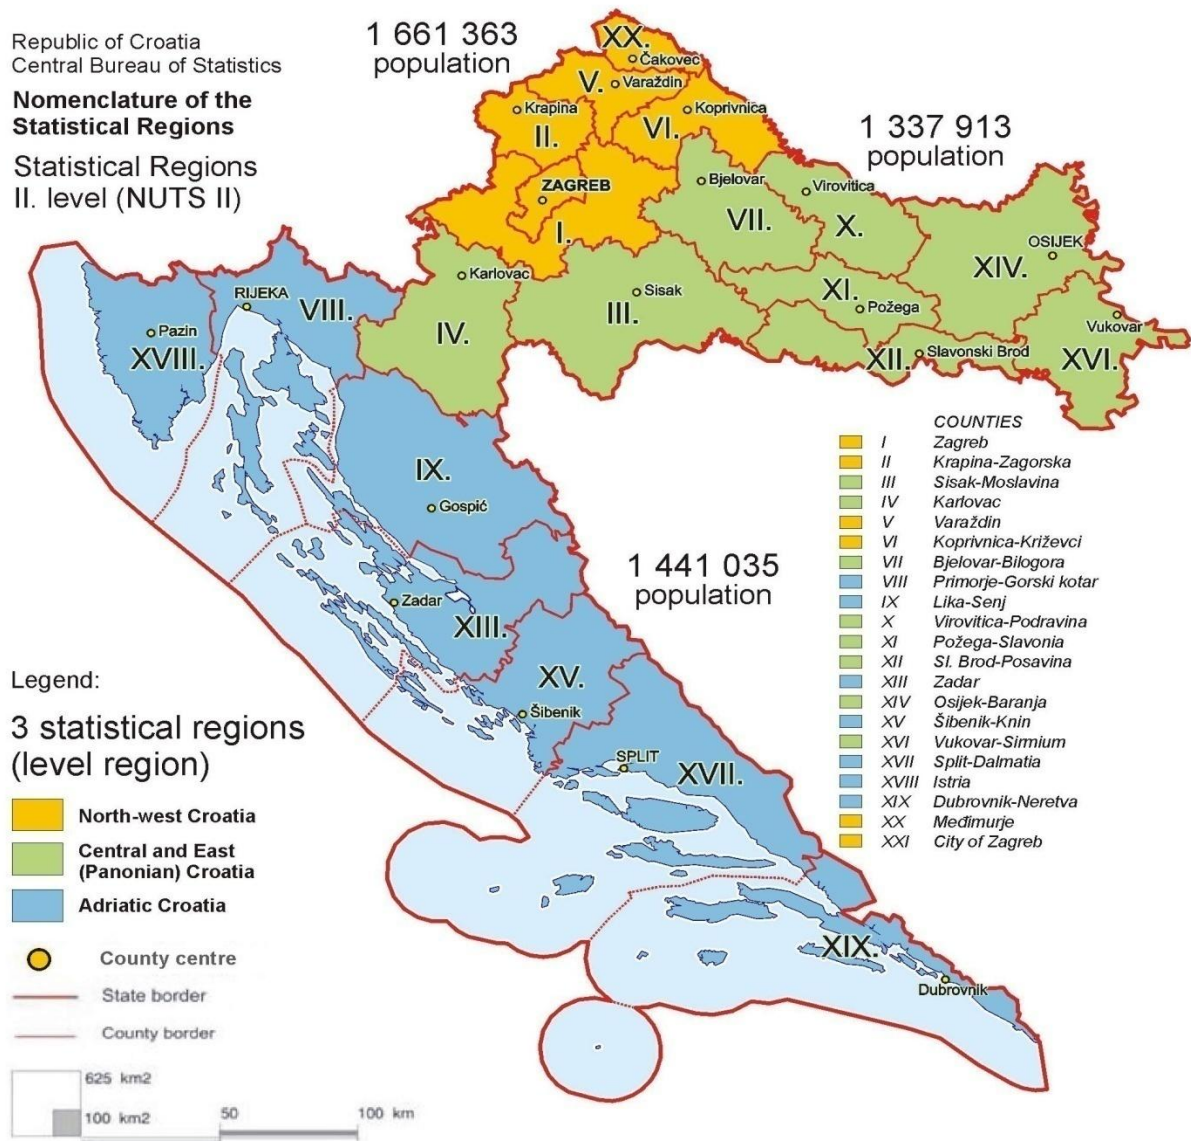 Republic of Croatia
Central Bureau of Statistics
Nomenclature of the
Statistical Regions
Statistical Regions
II. level (NUTS II)
1 661 363
population
1 337 913
population
1 441 035
population
XX.
Čakovec
V.
Varaždin
Krapina
II.
Koprivnica
VI.
ZAGREB
I.
Bjelovar
VII.
Virovitica
X.
OSIJEK
XIV.
Karlovac
IV.
Sisak
III.
XI.
Požega
Vukovar
XVI.
XII.
Slavonski Brod
RIJEKA
VIII.
Pazin
XVIII.
IX.
Gospić
Zadar
XIII.
XV.
Šibenik
SPLIT
XVII.
XIX.
Dubrovnik
COUNTIES
I Zagreb
II Krapina-Zagorska
III Sisak-Moslavina
IV Karlovac
V Varaždin
VI Koprivnica-Križevci
VII Bjelovar-Bilogora
VIII Primorje-Gorski kotar
IX Lika-Senj
X Virovitica-Podravina
XI Požega-Slavonia
XII Sl. Brod-Posavina
XIII Zadar
XIV Osijek-Baranja
XV Šibenik-Knin
XVI Vukovar-Sirmium
XVII Split-Dalmatia
XVIII Istria
XIX Dubrovnik-Neretva
XX Međimurje
XXI City of Zagreb
Legend:
3 statistical regions
(level region)
North-west Croatia
Central and East
(Panonian) Croatia
Adriatic Croatia
County centre
State border
County border
625 km2
100 km2
50
100 km